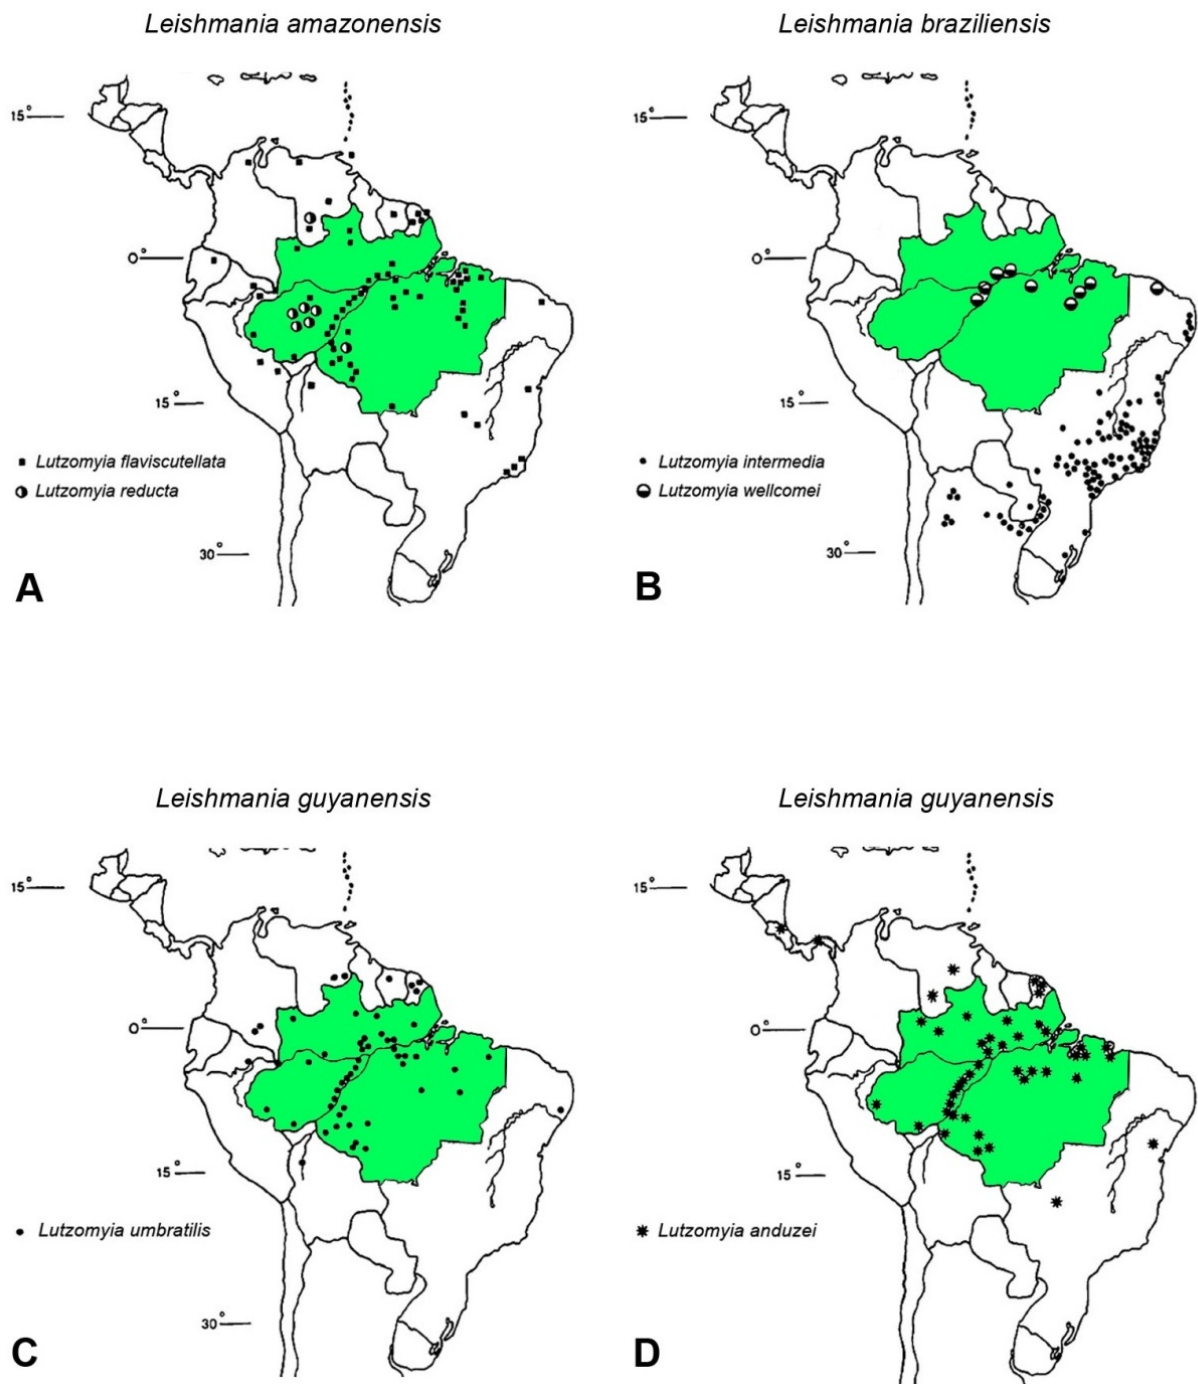 Leishmania amazonensis
15°
0°
15°
Lutzomyia flaviscutellata
Lutzomyia reducta
30°
A
Leishmania braziliensis
15°
0°
15°
Lutzomyia intermedia
Lutzomyia wellcomei
30°
B
Leishmania guyanensis
15°
0°
15°
Lutzomyia umbratilis
30°
C
Leishmania guyanensis
15°
0°
15°
Lutzomyia anduzei
D